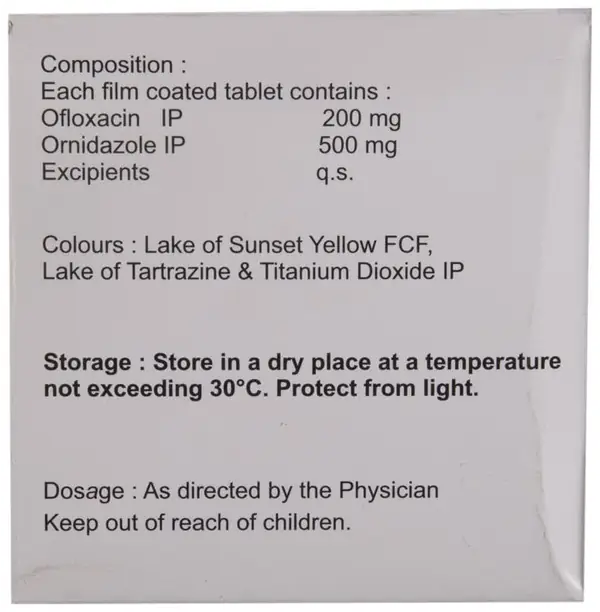 Composition :
Each film coated tablet contains :
Ofloxacin IP 200 mg
Ornidazole IP 500 mg
Excipients q.s.
Colours : Lake of Sunset Yellow FCF,
Lake of Tartrazine & Titanium Dioxide IP
Storage : Store in a dry place at a temperature
not exceeding 30°C. Protect from light.
Dosage : As directed by the Physician
Keep out of reach of children.